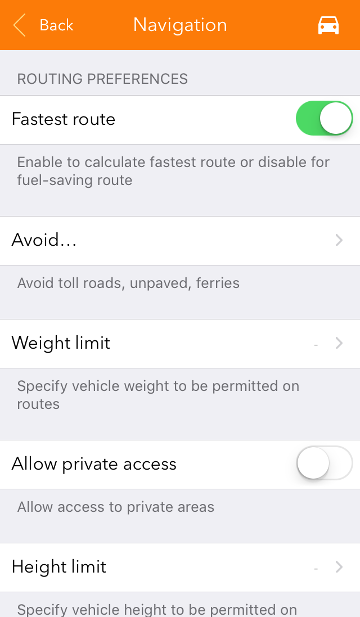 Back
Navigation
ROUTING PREFERENCES
Fastest route
Enable to calculate fastest route or disable for
fuel-saving route
Avoid...
Avoid toll roads, unpaved, ferries
Weight limit -
Specify vehicle weight to be permitted on
routes
Allow private access
Allow access to private areas
Height limit -
Specify vehicle height to be permitted on